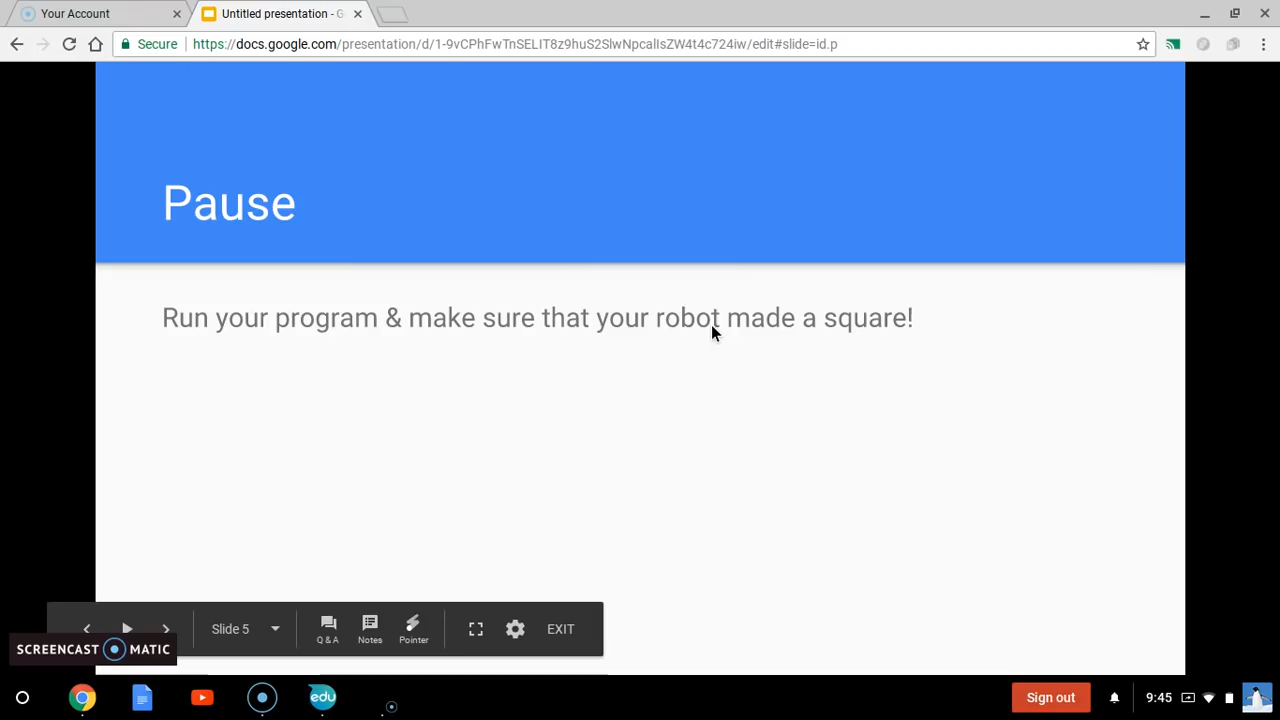 Your Account
Untitled presentation - G
Secure https://docs.google.com/presentation/d/1-9vCPhFwTnSELIT8z9huS2SlwNpcalIsZW4t4c724iw/edit#slide=id.p
Pause
Run your program & make sure that your robot made a square!
Slide 5
Q & A
Notes
Pointer
EXIT
SCREENCAST MATIC
edu
Sign out
9:45